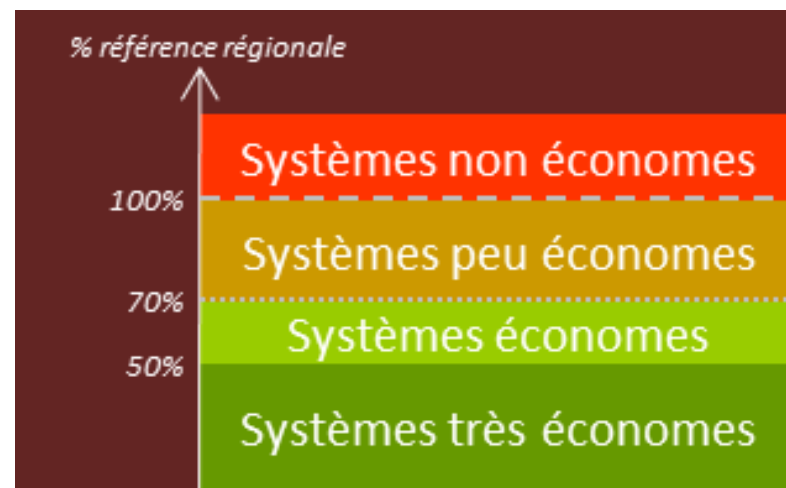 % référence régionale
Systèmes non économes
100%
Systèmes peu économes
70%
Systèmes économes
50%
Systèmes très économes